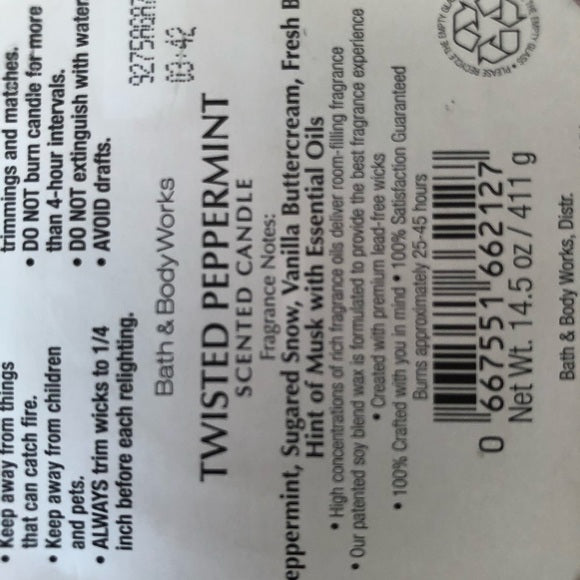 • Keep away from things
that can catch fire.
• Keep away from children
and pets.
• ALWAYS trim wicks to 1/4
inch before each relighting.
trimmings and matches.
• DO NOT burn candle for more
than 4-hour intervals.
• DO NOT extinguish with water
• AVOID drafts.
03:42
Bath & Body Works
TWISTED PEPPERMINT
SCENTED CANDLE
Fragrance Notes:
eppermint, Sugared Snow, Vanilla Buttercream, Fresh B
Hint of Musk with Essential Oils
• High concentrations of rich fragrance oils deliver room-filling fragrance
• Our patented soy blend wax is formulated to provide the best fragrance experience
• Created with premium lead-free wicks
• 100% Crafted with you in mind • 100% Satisfaction Guaranteed
Burns approximately 25-45 hours
0 667551 662127
Net Wt. 14.5 oz / 411 g
Bath & Body Works, Distr.
• PLEASE RECYCLE THE EMPTY GLASS